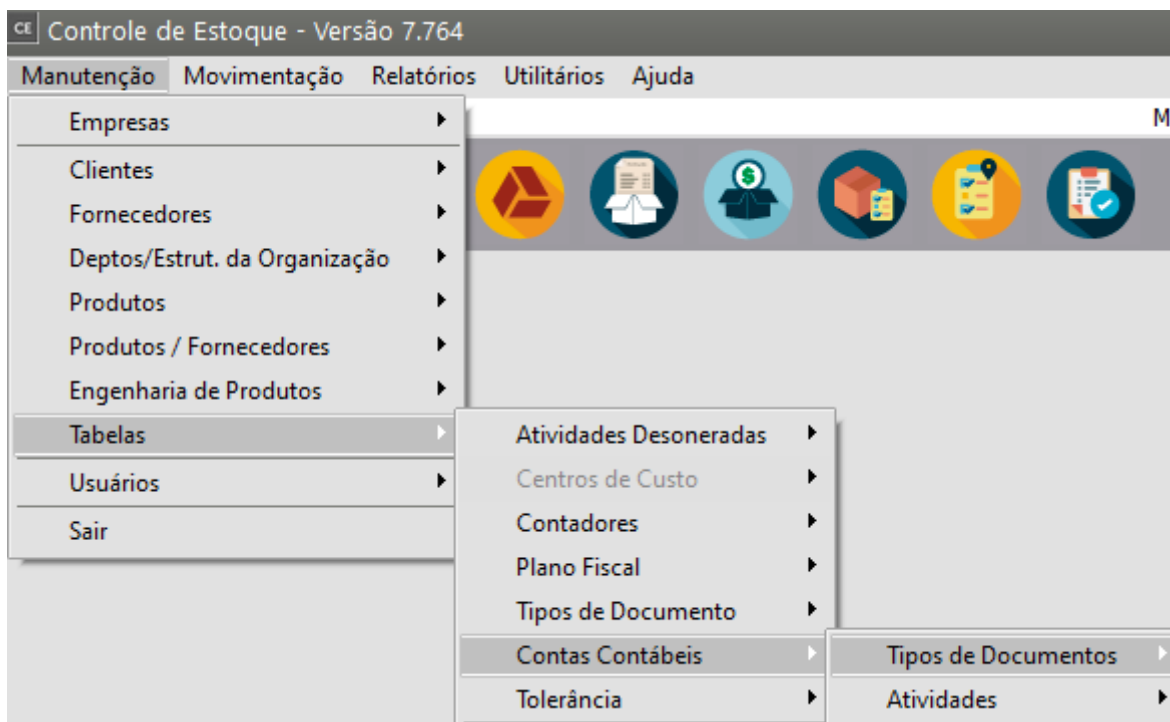 CE Controle de Estoque - Versão 7.764
Manutenção Movimentação Relatórios Utilitários Ajuda
M
Empresas
Clientes
Fornecedores
Deptos/Estrut. da Organização
Produtos
Produtos / Fornecedores
Engenharia de Produtos
Tabelas
Usuários
Sair
Atividades Desoneradas
Centros de Custo
Contadores
Plano Fiscal
Tipos de Documento
Contas Contábeis
Tolerância
Tipos de Documentos
Atividades